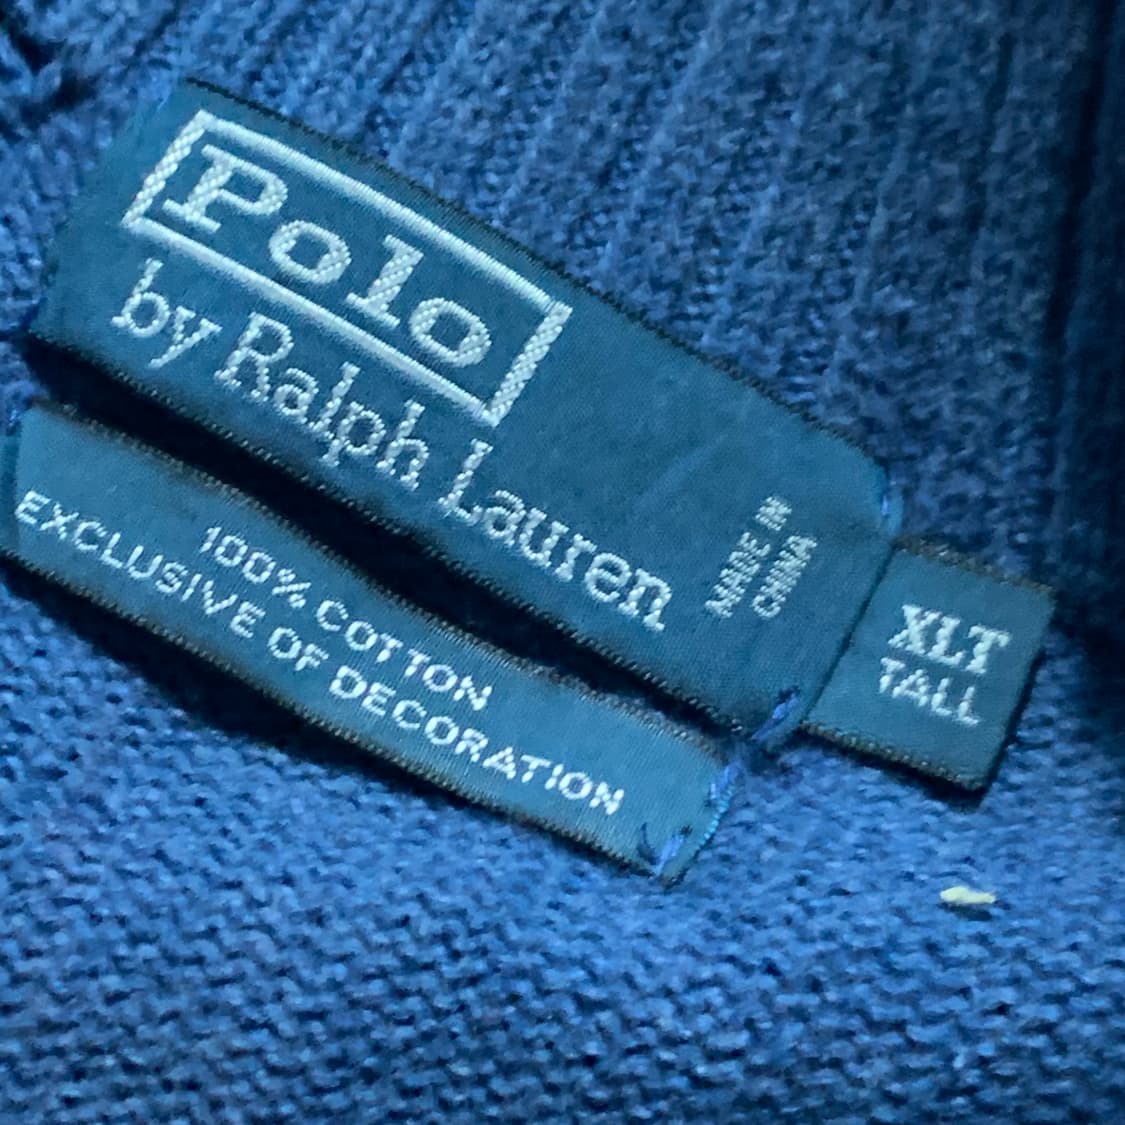 Polo
by Ralph Lauren
MADE IN
CHINA
XLT
TALL
100% COTTON
EXCLUSIVE OF DECORATION